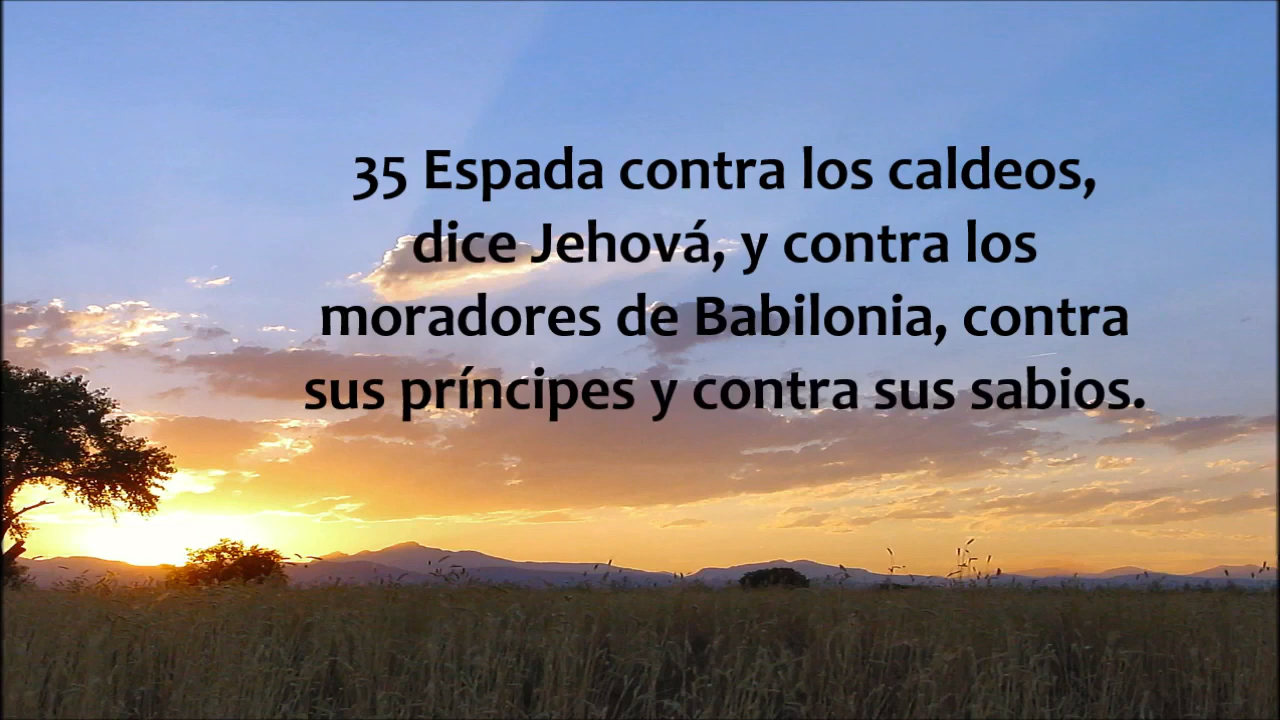 35 Espada contra los caldeos,
dice Jehová, y contra los
moradores de Babilonia, contra
sus príncipes y contra sus sabios.